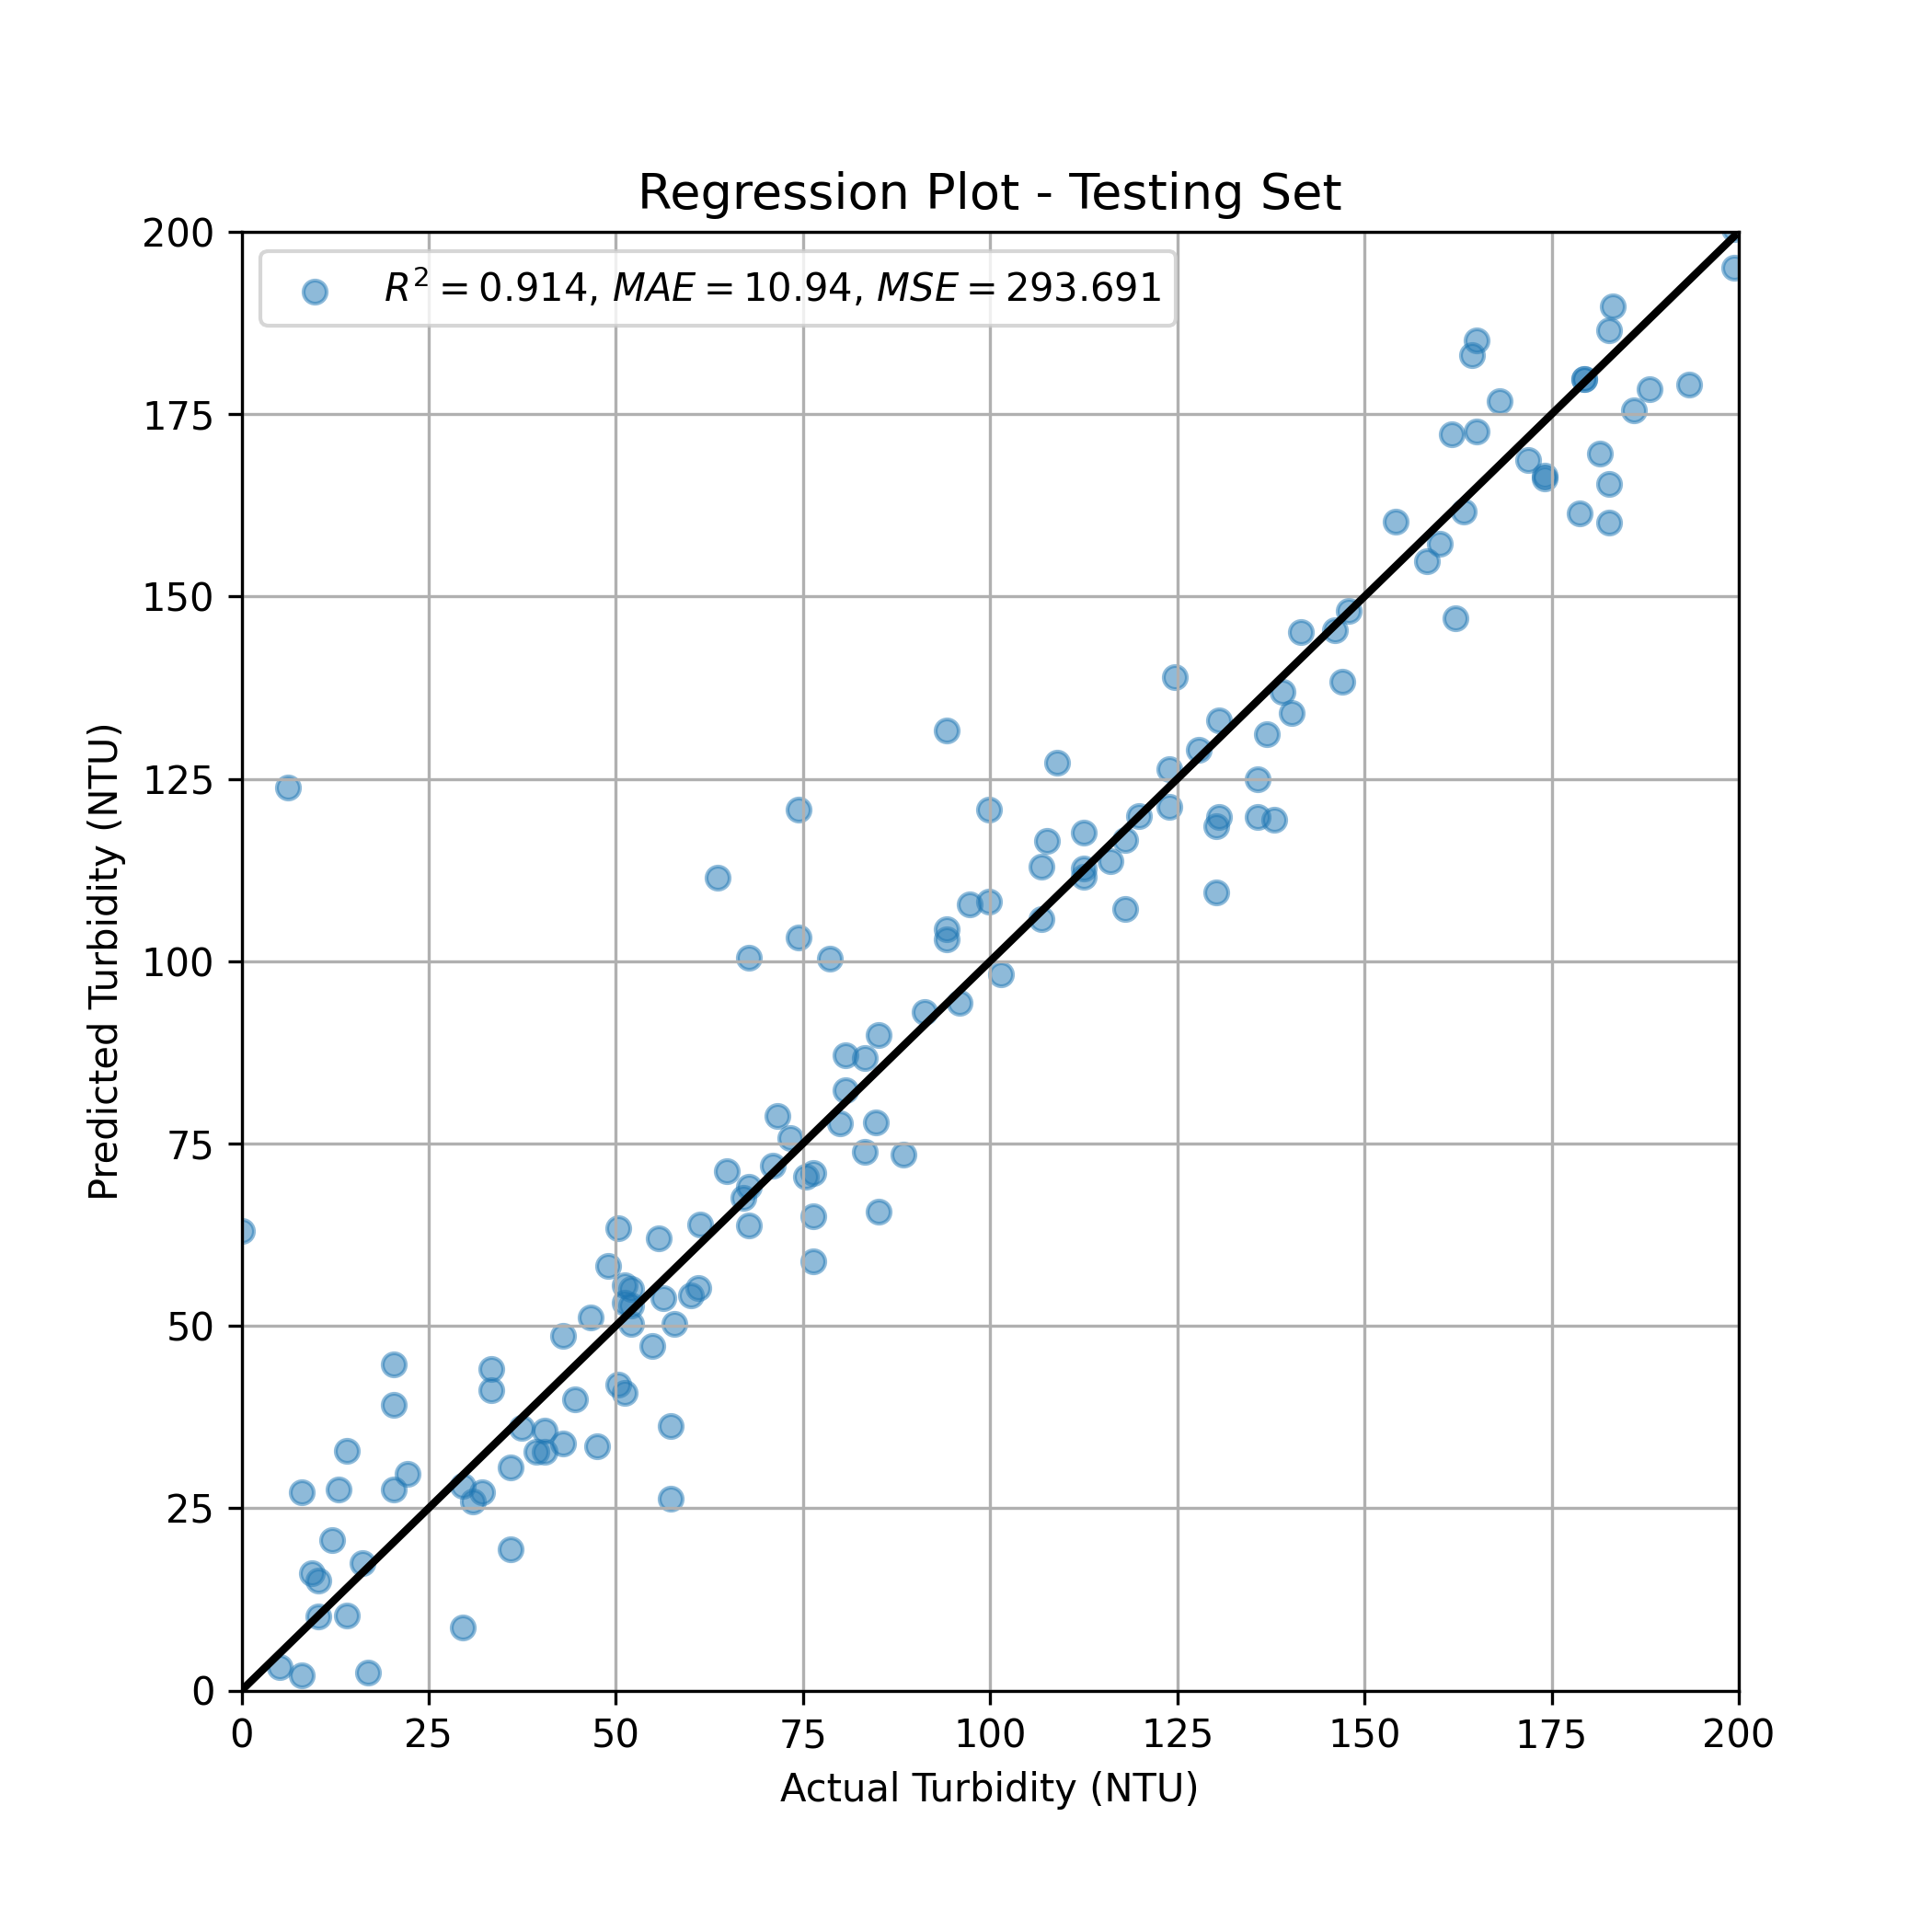 Regression Plot - Testing Set
R² = 0.914, MAE = 10.94, MSE = 293.691
200
175
150
125
100
75
50
25
0
Predicted Turbidity (NTU)
0 25 50 75 100 125 150 175 200
Actual Turbidity (NTU)